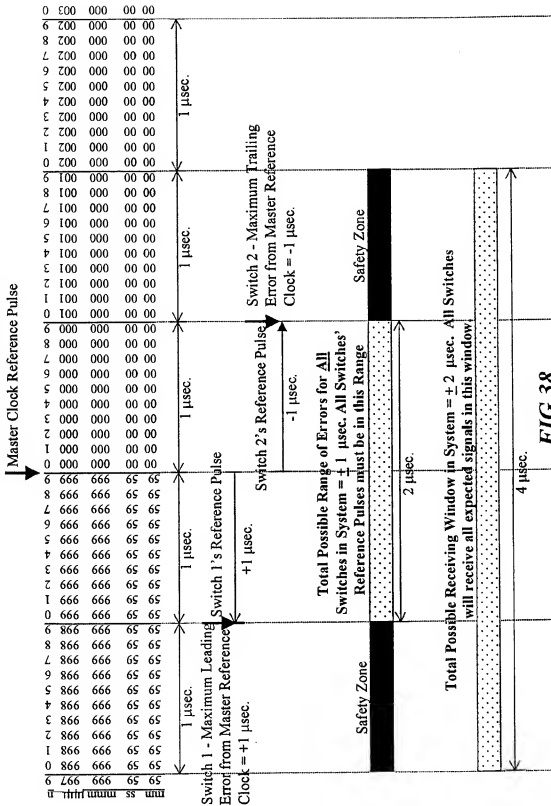 Master Clock Reference Pulse
n 9 0 1 2 3 4 5 6 7 8 9 0 1 2 3 4 5 6 7 8 9 0 1 2 3 4 5 6 7 8 9 0 1 2 3 4 5 6 7 8 9 0 1 2 3 4 5 6 7 8 9 0
µµµ 997 998 998 998 998 998 998 998 998 998 998 999 999 999 999 999 999 999 999 999 999 000 000 000 000 000 000 000 000 000 000 001 001 001 001 001 001 001 001 001 001 002 002 002 002 002 002 002 002 002 002 003
mmm 999 999 999 999 999 999 999 999 999 999 999 999 999 999 999 999 999 999 999 999 999 000 000 000 000 000 000 000 000 000 000 000 000 000 000 000 000 000 000 000 000 000 000 000 000 000 000 000 000 000 000 000
ss 59 59 59 59 59 59 59 59 59 59 59 59 59 59 59 59 59 59 59 59 59 00 00 00 00 00 00 00 00 00 00 00 00 00 00 00 00 00 00 00 00 00 00 00 00 00 00 00 00 00 00 00
mm 59 59 59 59 59 59 59 59 59 59 59 59 59 59 59 59 59 59 59 59 59 00 00 00 00 00 00 00 00 00 00 00 00 00 00 00 00 00 00 00 00 00 00 00 00 00 00 00 00 00 00 00
1 µsec. 1 µsec. 1 µsec. 1 µsec. 1 µsec.
Switch 1 - Maximum Leading
Error from Master Reference
Clock = +1 µsec.
Switch 1's Reference Pulse
+1 µsec.
Switch 2's Reference Pulse
-1 µsec.
Switch 2 - Maximum Trailing
Error from Master Reference
Clock = -1 µsec.
Total Possible Range of Errors for All
Switches in System = ± 1 µsec. All Switches'
Reference Pulses must be in this Range
Safety Zone
Safety Zone
2 µsec.
Total Possible Receiving Window in System = ± 2 µsec. All Switches
will receive all expected signals in this window.
4 µsec.
FIG 38